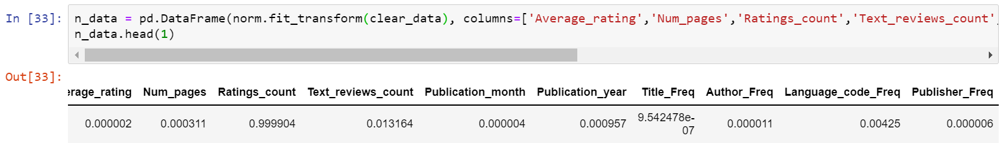 In [33]: n_data = pd.DataFrame(norm.fit_transform(clear_data), columns=['Average_rating','Num_pages','Ratings_count','Text_reviews_count'
n_data.head(1)
Out[33]:
erage_rating Num_pages Ratings_count Text_reviews_count Publication_month Publication_year Title_Freq Author_Freq Language_code_Freq Publisher_Freq
0.000002 0.000311 0.999904 0.013164 0.000004 0.000957 9.542478e-07 0.000011 0.00425 0.000006